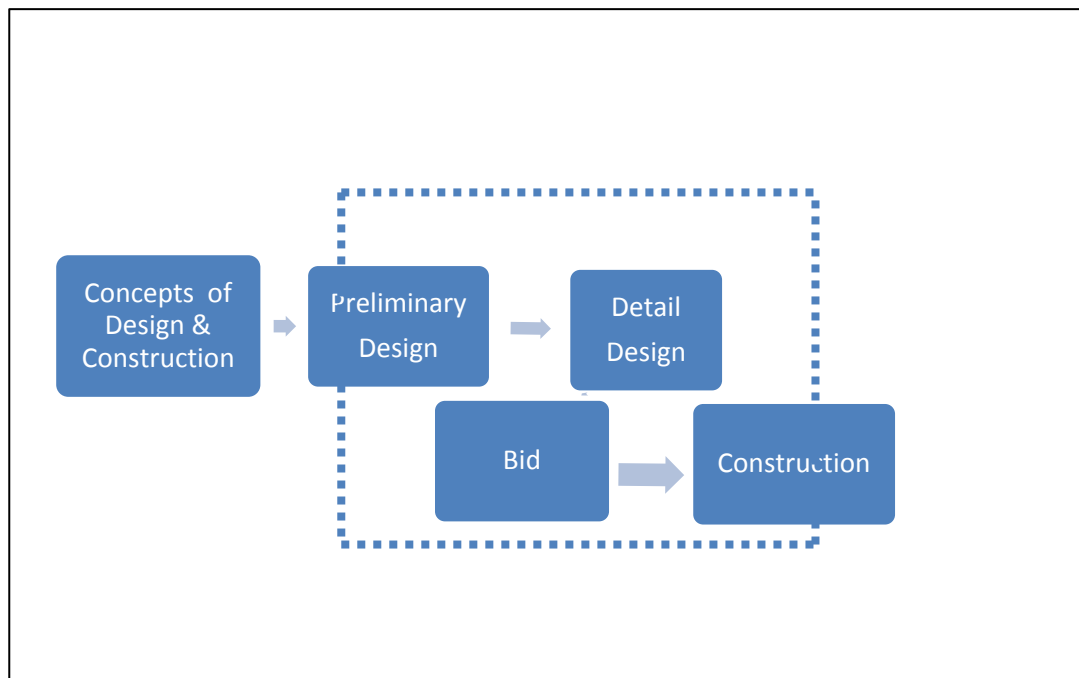 Concepts of
Design &
Construction
Preliminary
Design
Detail
Design
Bid
Construction